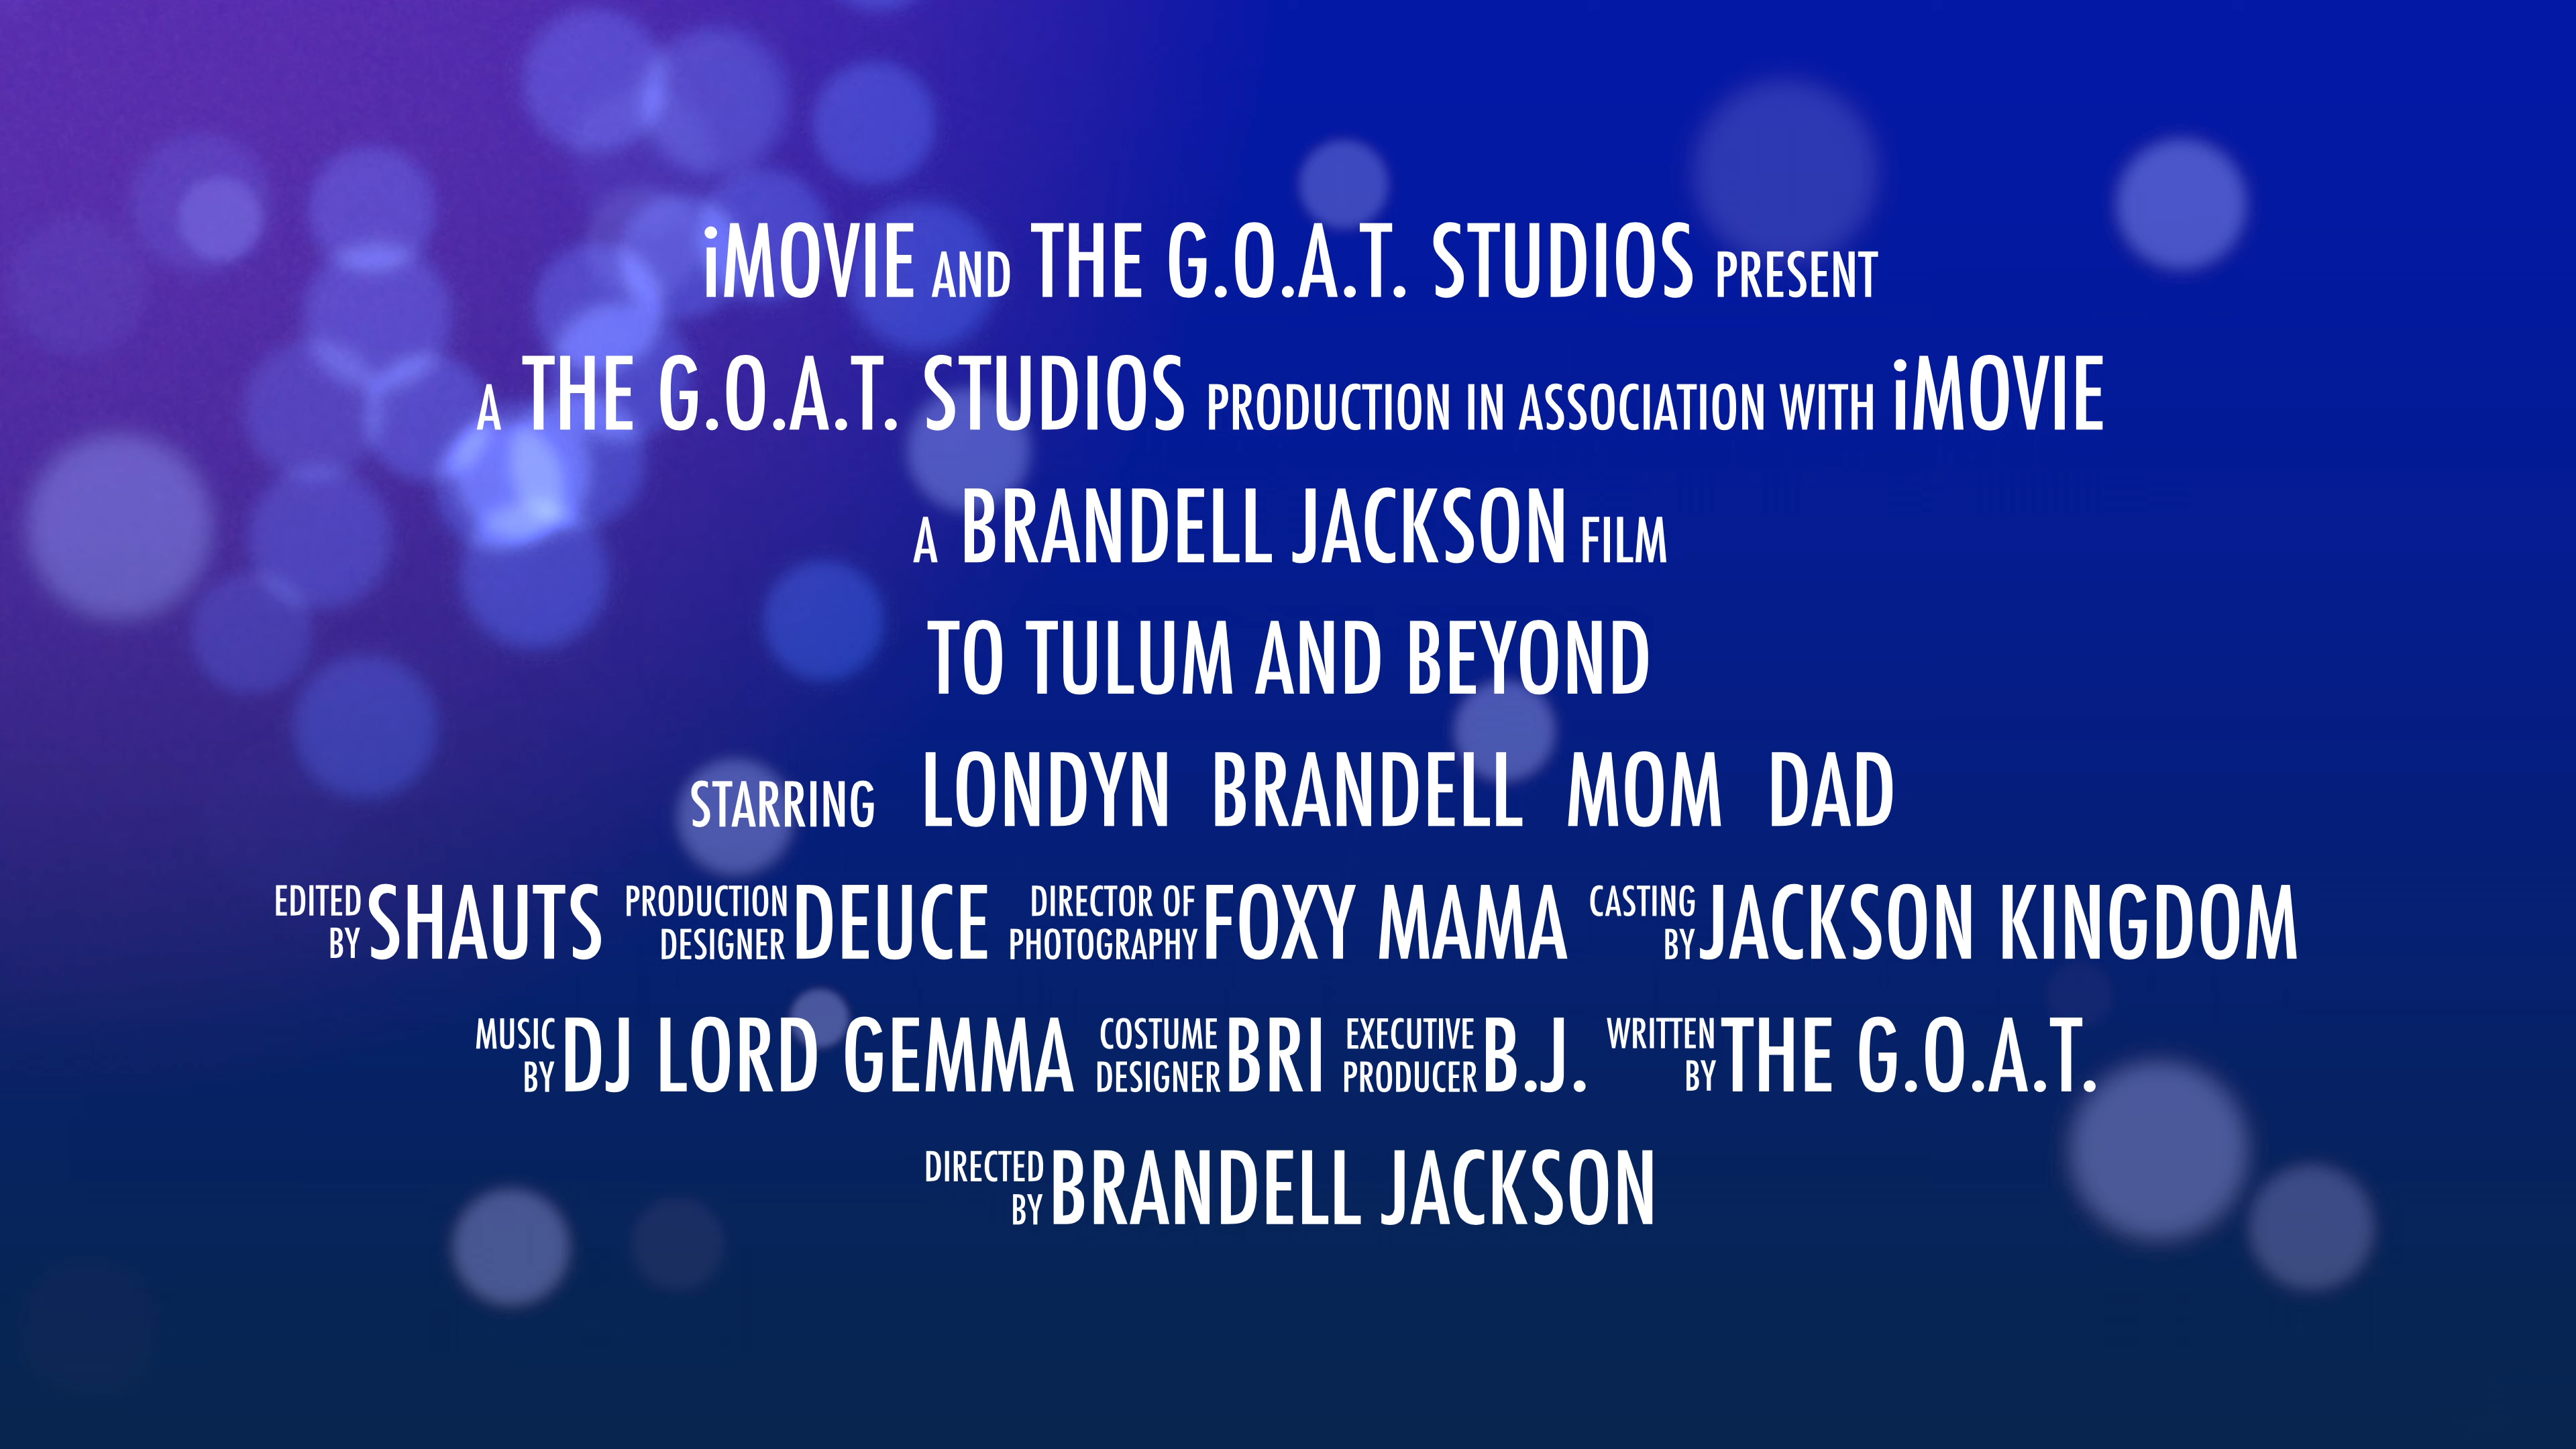 iMOVIE AND THE G.O.A.T. STUDIOS PRESENT
A THE G.O.A.T. STUDIOS PRODUCTION IN ASSOCIATION WITH iMOVIE
A BRANDELL JACKSON FILM
TO TULUM AND BEYOND
STARRING LONDYN BRANDELL MOM DAD
EDITED BY SHAUTS PRODUCTION DESIGNER DEUCE DIRECTOR OF PHOTOGRAPHY FOXY MAMA CASTING BY JACKSON KINGDOM
MUSIC BY DJ LORD GEMMA COSTUME DESIGNER BRI EXECUTIVE PRODUCER B.J. WRITTEN BY THE G.O.A.T.
DIRECTED BY BRANDELL JACKSON